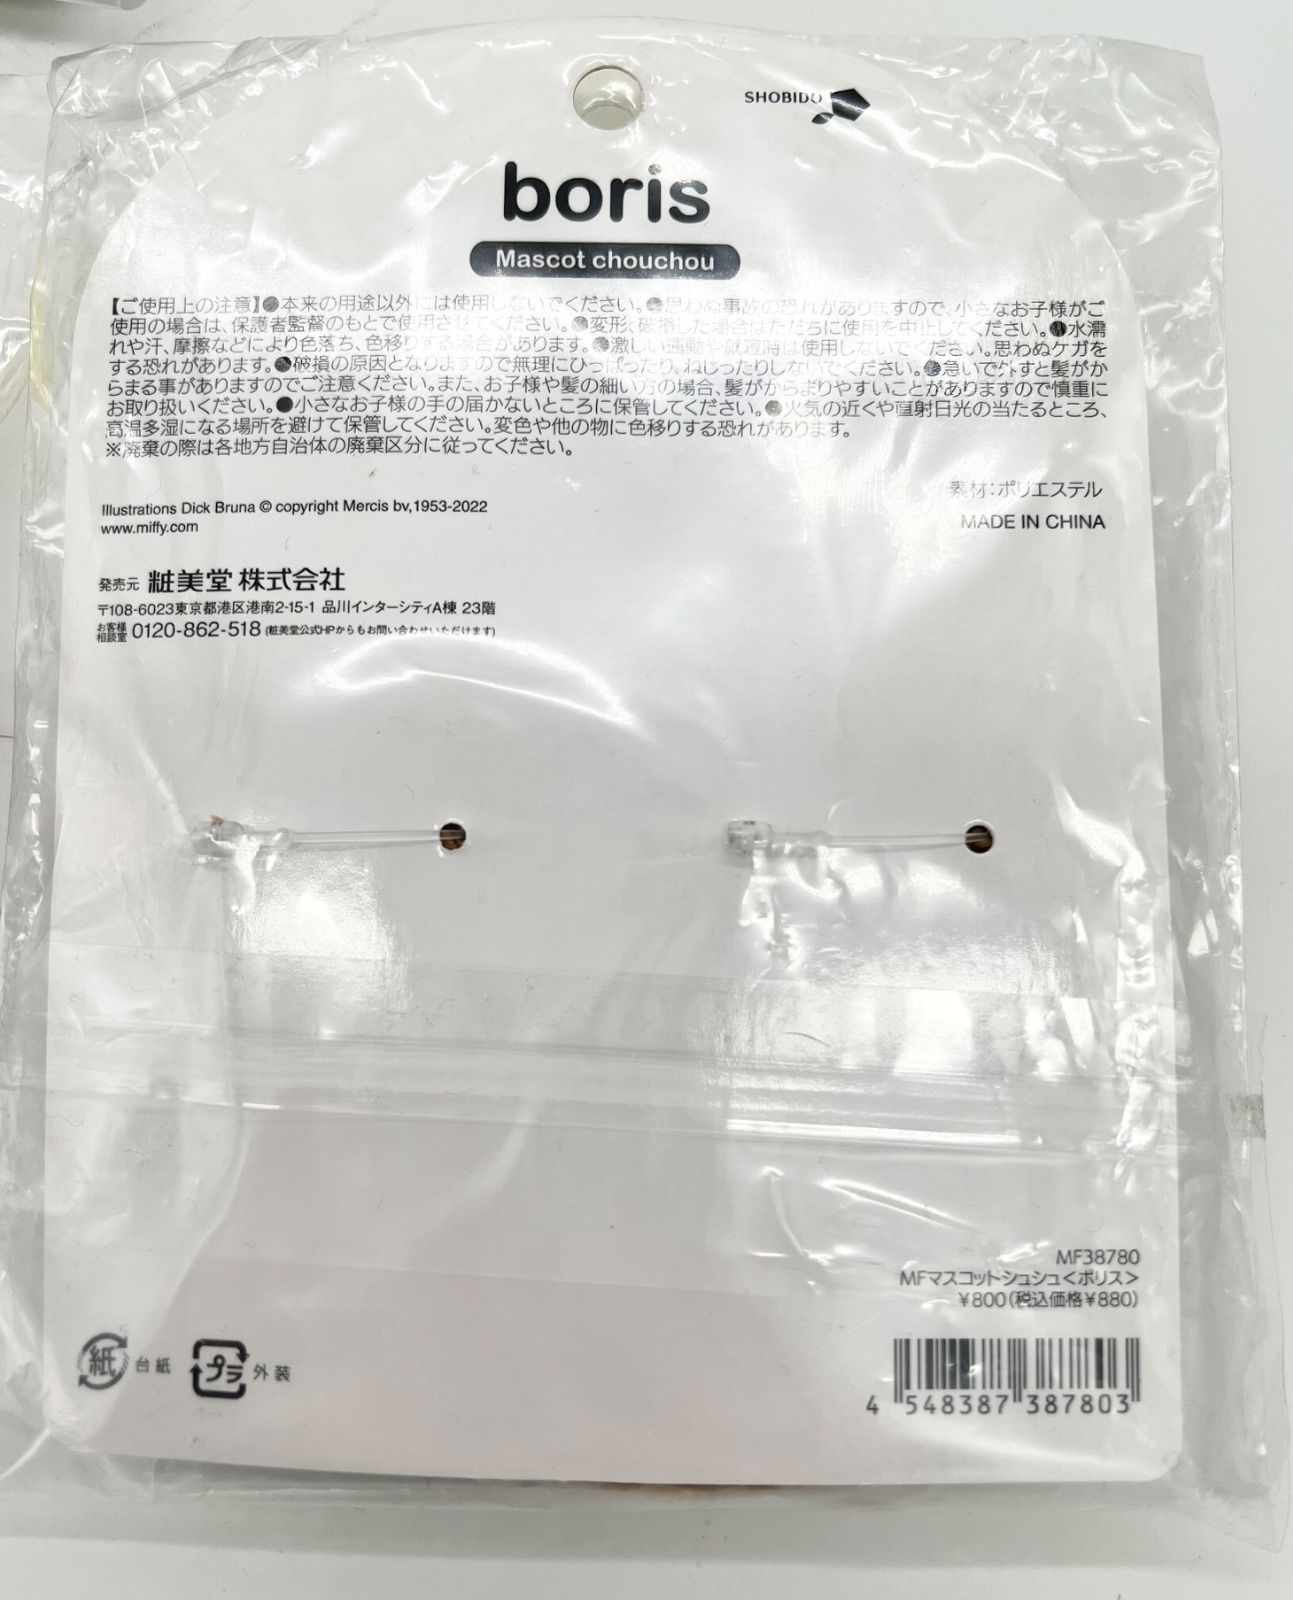 SHOBIDO
boris
Mascot chouchou
【ご使用上の注意】●本来の用途以外には使用しないでください。●思わぬ事故の恐れがありますので、小さなお子様がご
使用の場合は、保護者監督のもとで使用させてください。●変形、破損した場合はただちに使用を中止してください。●水濡
れや汗、摩擦などにより色落ち、色移りする場合があります。●激しい運動や就寝時は使用しないでください。思わぬケガを
する恐れがあります。●破損の原因となりますので無理にひっぱったり、ねじったりしないでください。●急いで外すと髪がか
らまる事がありますのでご注意ください。また、お子様や髪の細い方の場合、髪がからまりやすいことがありますので慎重に
お取り扱いください。●小さなお子様の手の届かないところに保管してください。●火気の近くや直射日光の当たるところ、
高温多湿になる場所を避けて保管してください。変色や他の物に色移りする恐れがあります。
※廃棄の際は各地方自治体の廃棄区分に従ってください。
素材：ポリエステル
MADE IN CHINA
Illustrations Dick Bruna © copyright Mercis bv,1953-2022
www.miffy.com
発売元 粧美堂 株式会社
〒108-6023東京都港区港南2-15-1 品川インターシティA棟 23階
お客様相談室 0120-862-518 (粧美堂公式HPからもお問い合わせいただけます)
MF38780
MFマスコットシュシュ<ボリス>
¥800(税込価格¥880)
紙 台紙
プラ 外装
4 548387 387803